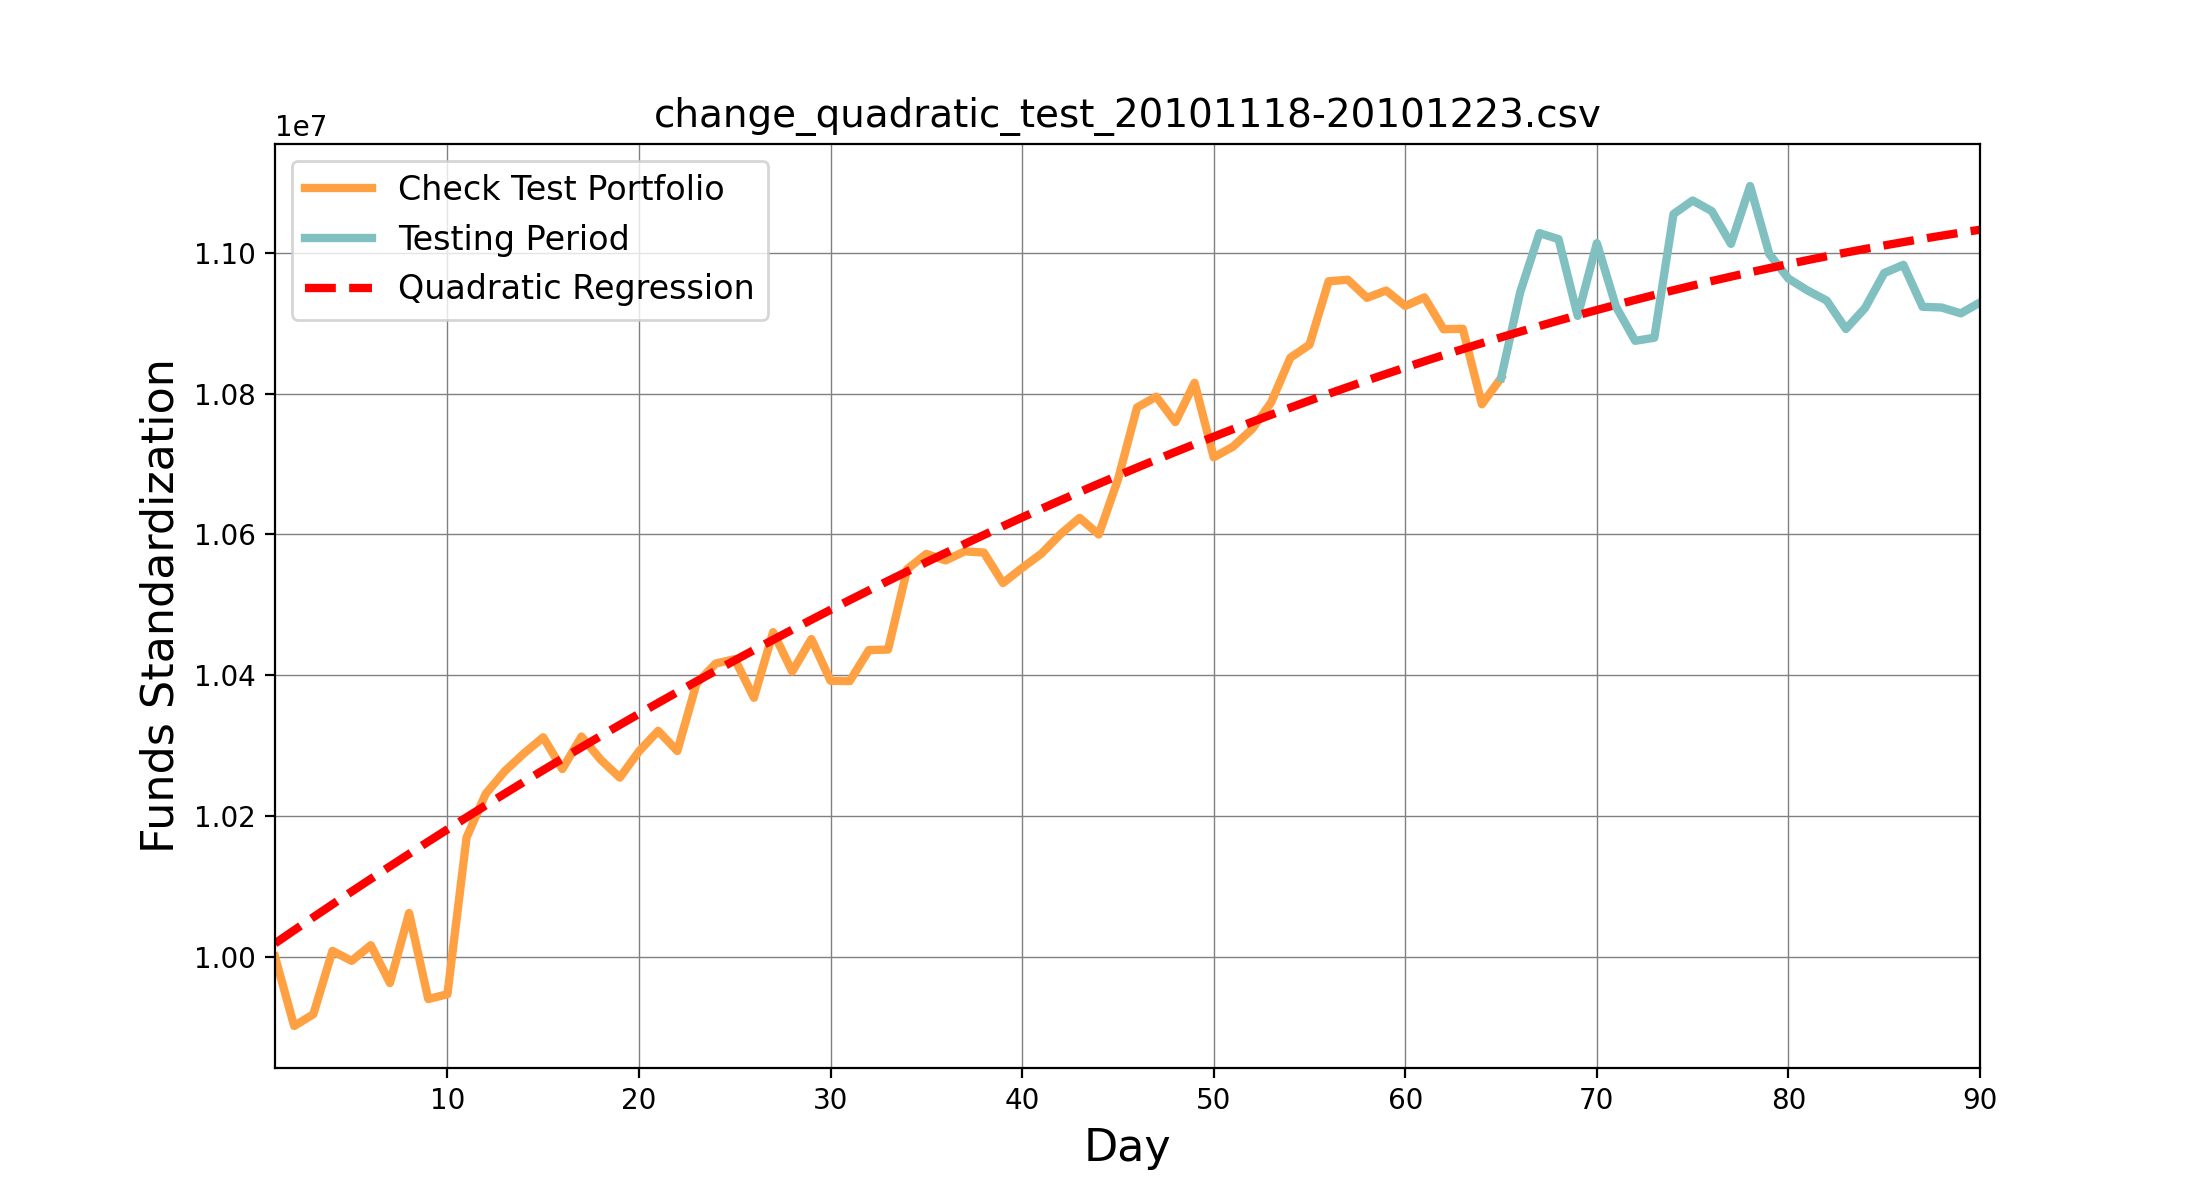 change_quadratic_test_20101118-20101223.csv
1e7
Check Test Portfolio
Testing Period
Quadratic Regression
Funds Standardization
1.10
1.08
1.06
1.04
1.02
1.00
10 20 30 40 50 60 70 80 90
Day